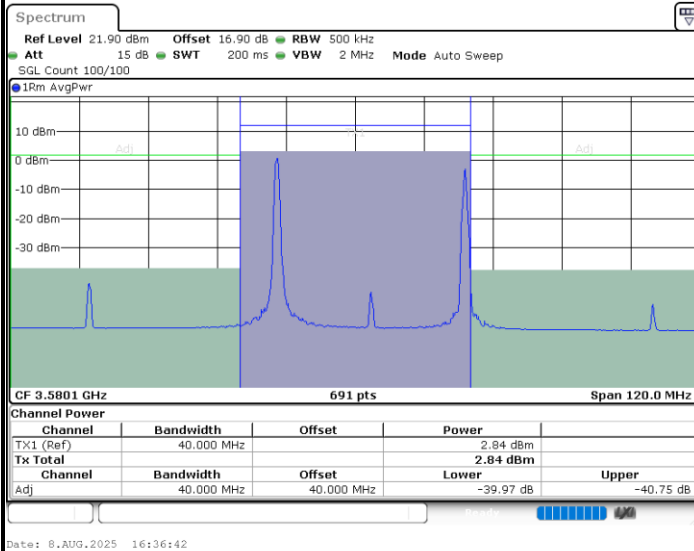 Spectrum
Ref Level 21.90 dBm Offset 16.90 dB RBW 500 kHz
Att 15 dB SWT 200 ms VBW 2 MHz Mode Auto Sweep
SGL Count 100/100
1Rm AvgPwr
10 dBm
Adj Adj
0 dBm
-10 dBm
-20 dBm
-30 dBm
CF 3.5801 GHz 691 pts Span 120.0 MHz
Channel Power
Channel Bandwidth Offset Power
TX1 (Ref) 40.000 MHz 2.84 dBm
Tx Total 2.84 dBm
Channel Bandwidth Offset Lower Upper
Adj 40.000 MHz 40.000 MHz -39.97 dB -40.75 dB
Ready
Date: 8.AUG.2025 16:36:42